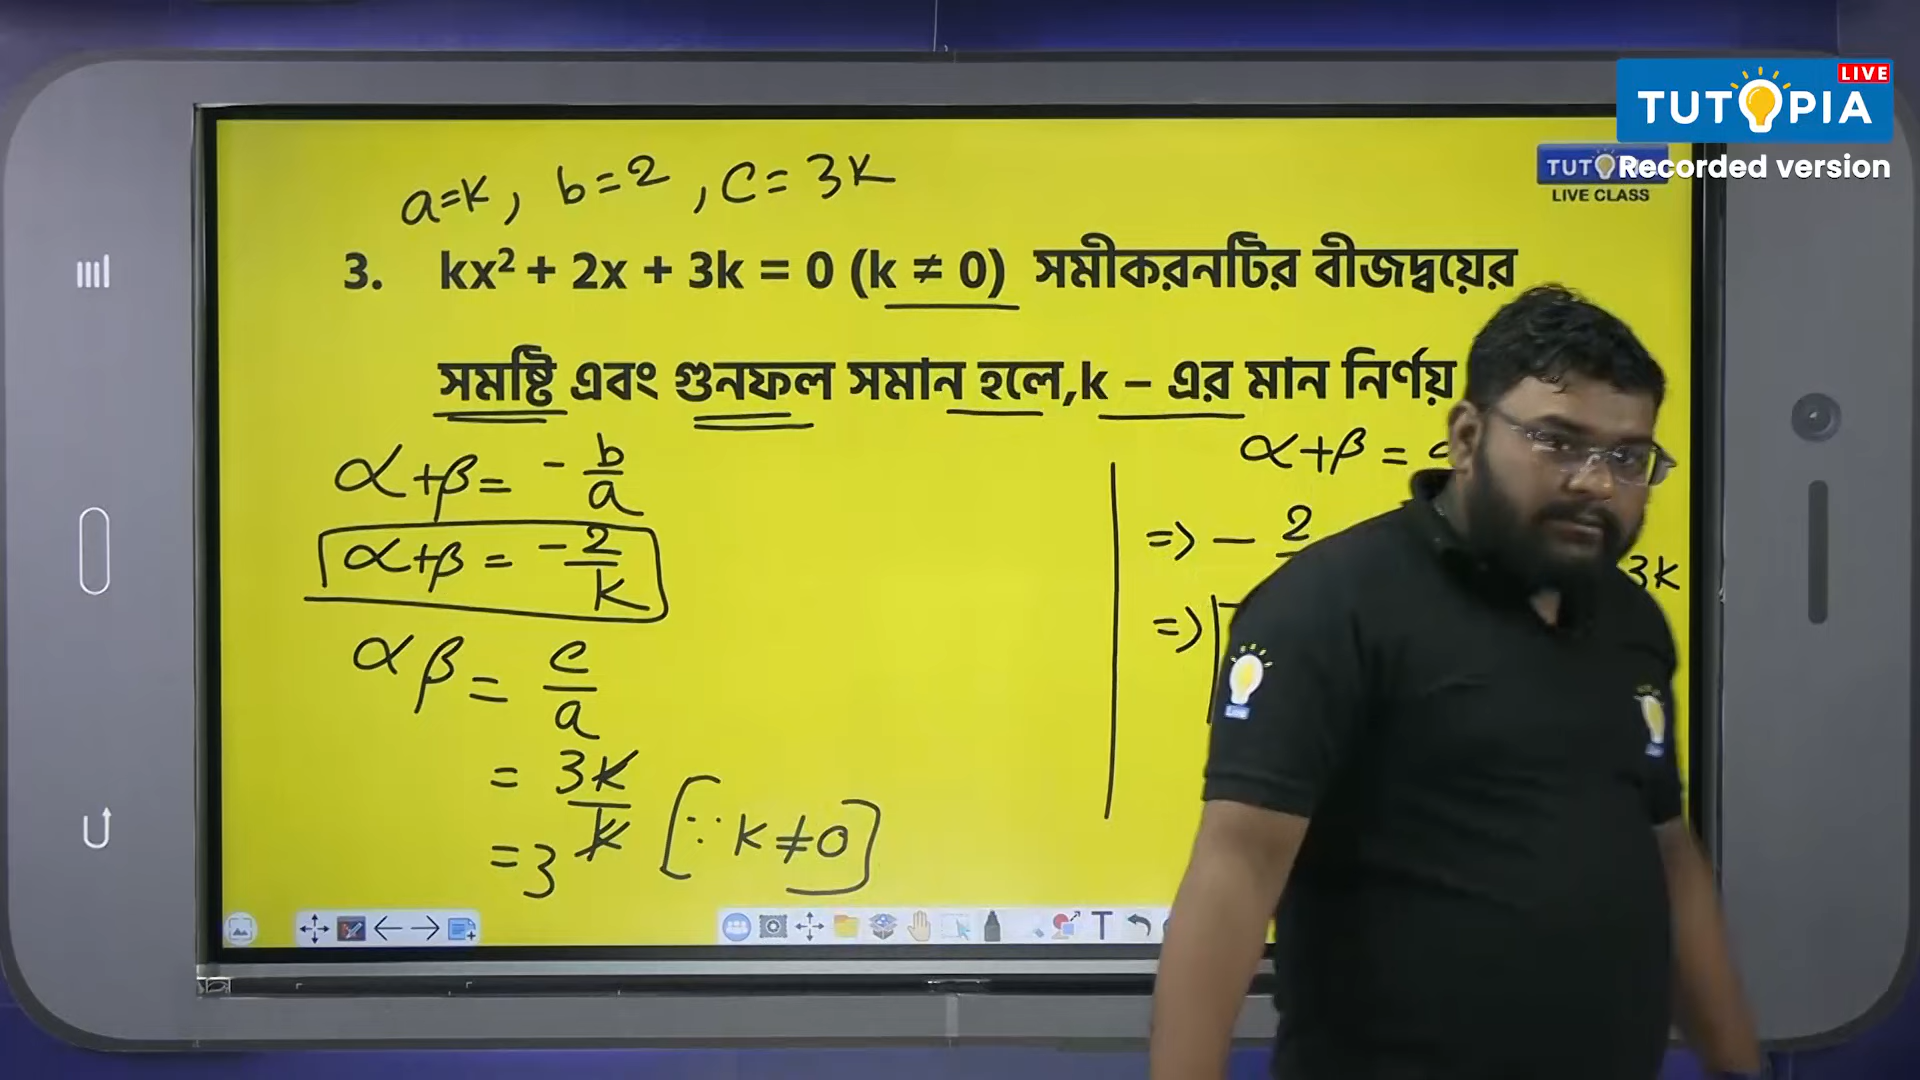 LIVE
TUTOPIA
Recorded version
LIVE CLASS
a=k, b=2, c=3k
3. kx² + 2x + 3k = 0 (k ≠ 0) সমীকরনটির বীজদ্বয়ের
সমষ্টি এবং গুনফল সমান হলে,k – এর মান নির্ণয়
α+β = - b/a
α+β = - 2/k
αβ = c/a
= 3k/k [∵ k≠0]
=3
α+β =
=> - 2
3k
=>